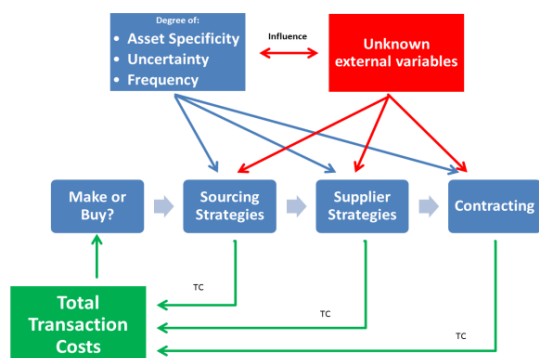 Degree of:
• Asset Specificity
• Uncertainty
• Frequency
Influence
Unknown
external variables
Make or
Buy?
Sourcing
Strategies
Supplier
Strategies
Contracting
TC
TC
TC
Total
Transaction
Costs